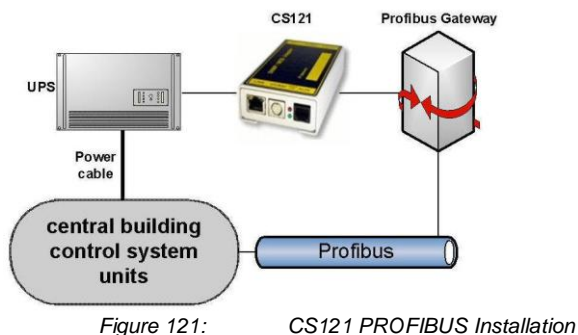 CS121
Profibus Gateway
UPS
Power
cable
central building
control system
units
Profibus
Figure 121: CS121 PROFIBUS Installation